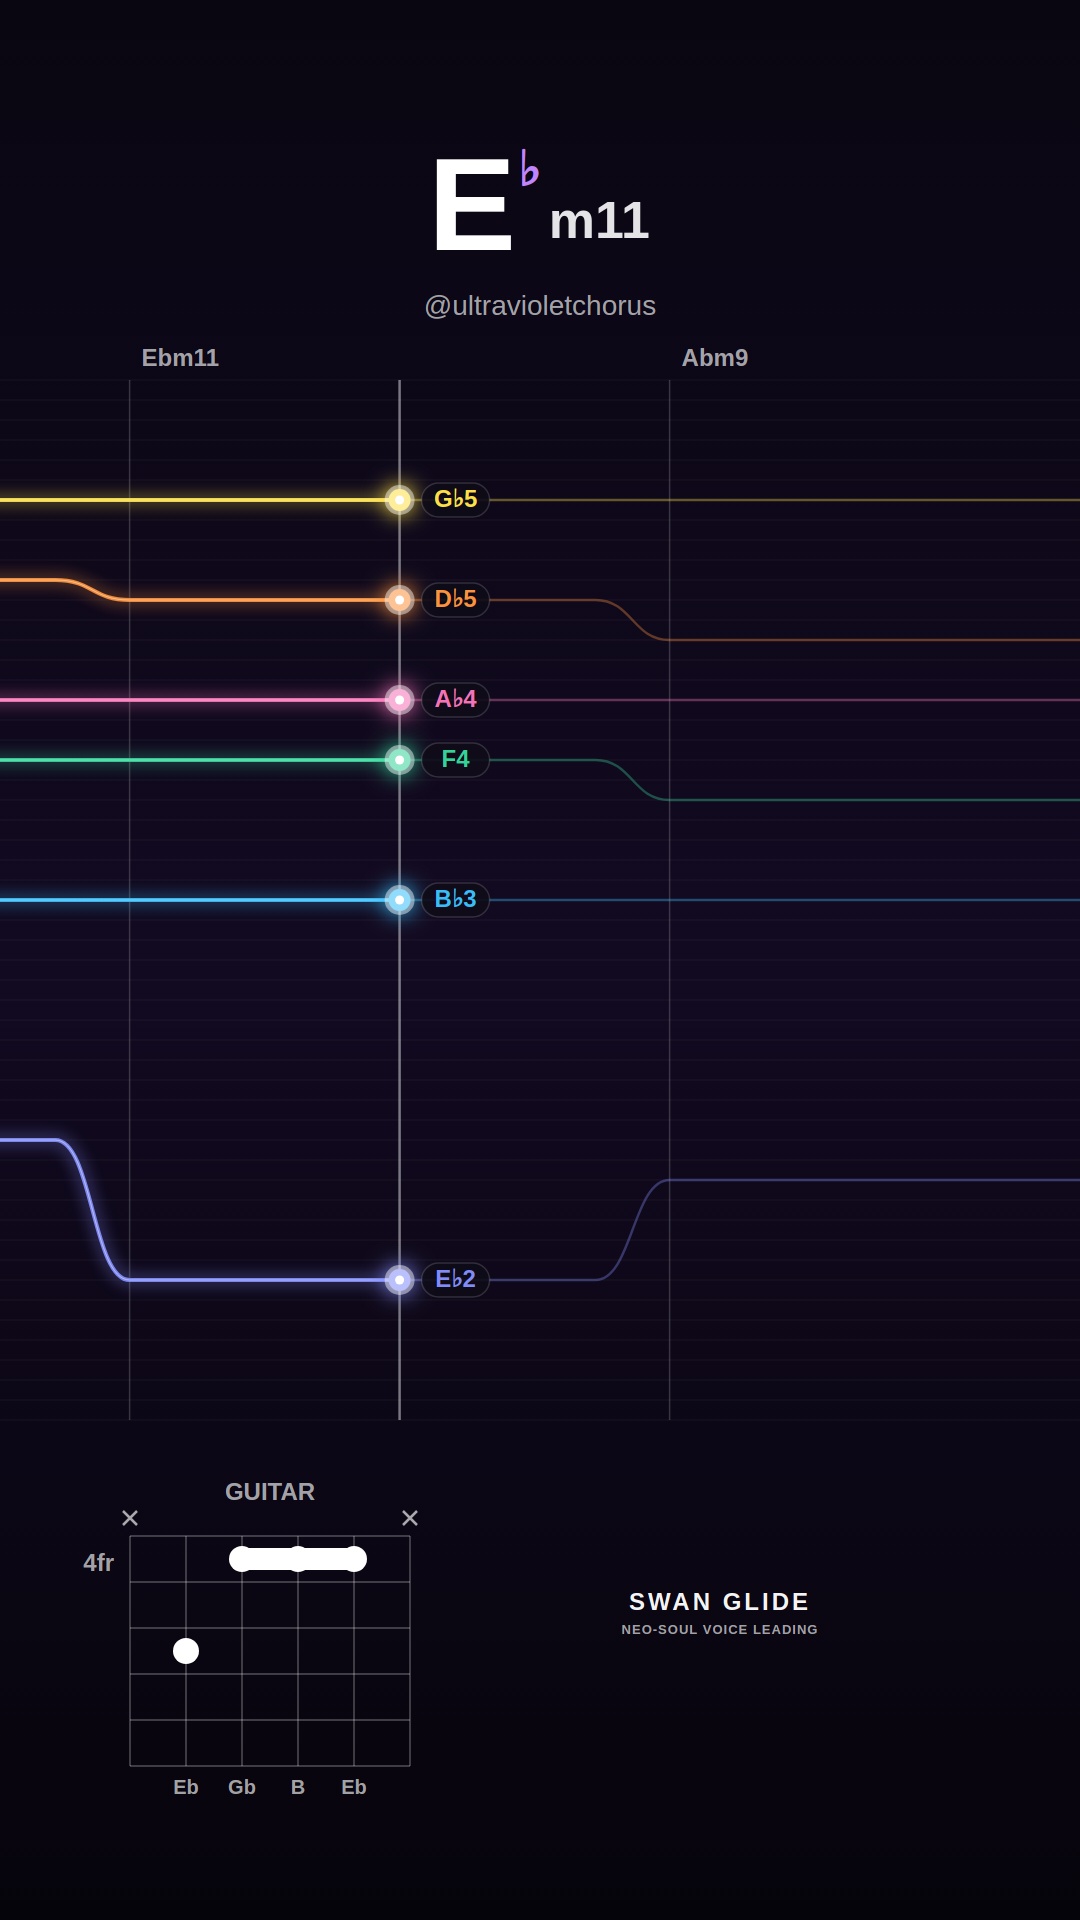 E♭m11
@ultravioletchorus
Ebm11 Abm9
G♭5
D♭5
A♭4
F4
B♭3
E♭2
GUITAR
× ×
4fr
SWAN GLIDE
NEO-SOUL VOICE LEADING
Eb Gb B Eb